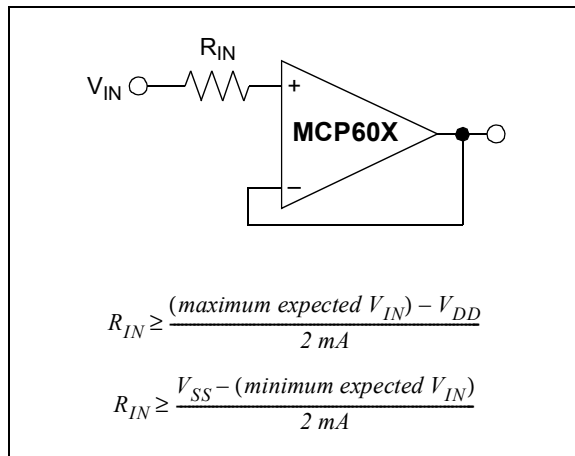 R_IN
V_IN
+
MCP60X
−
R_IN ≥ (maximum expected V_IN) – V_DD / 2 mA
R_IN ≥ V_SS – (minimum expected V_IN) / 2 mA